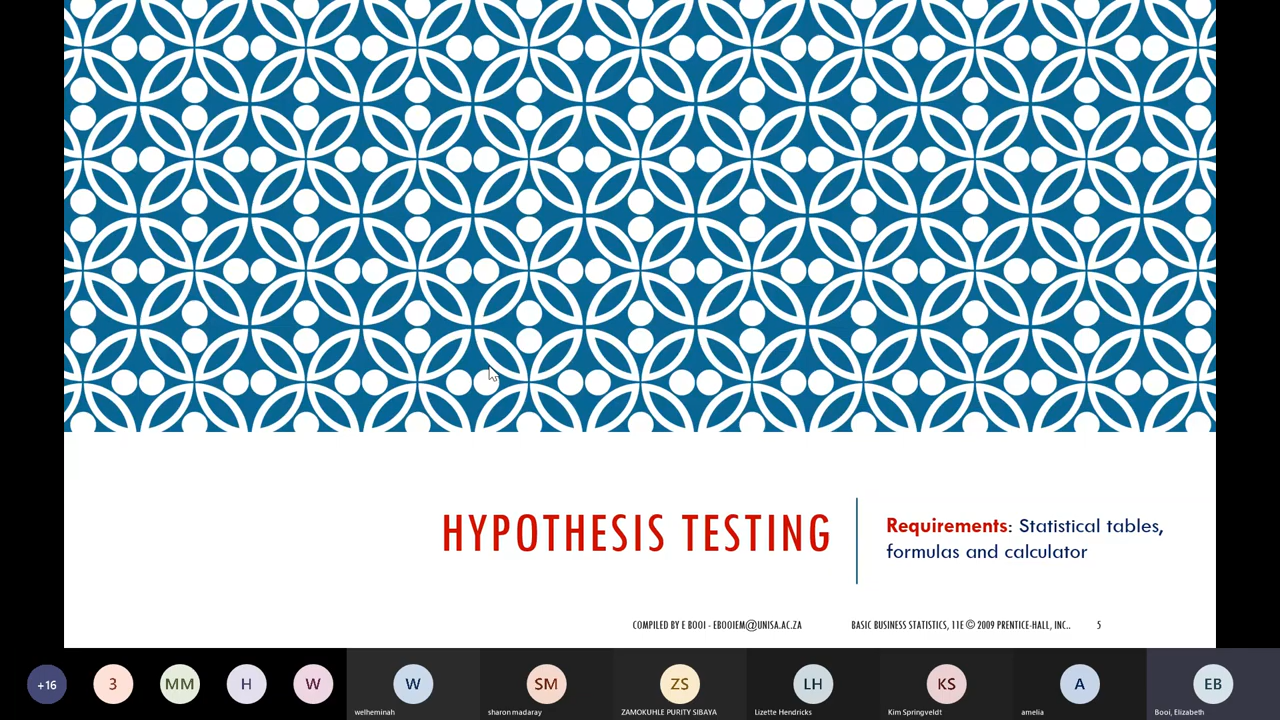 HYPOTHESIS TESTING
Requirements: Statistical tables,
formulas and calculator
COMPILED BY E BOOI - EBOOIEM@UNISA.AC.ZA
BASIC BUSINESS STATISTICS, 11E © 2009 PRENTICE-HALL, INC..
5
+16
3
MM
H
W
W
SM
ZS
LH
KS
A
EB
welheminah
sharon madaray
ZAMOKUHLE PURITY SIBAYA
Lizette Hendricks
Kim Springveldt
amelia
Booi, Elizabeth